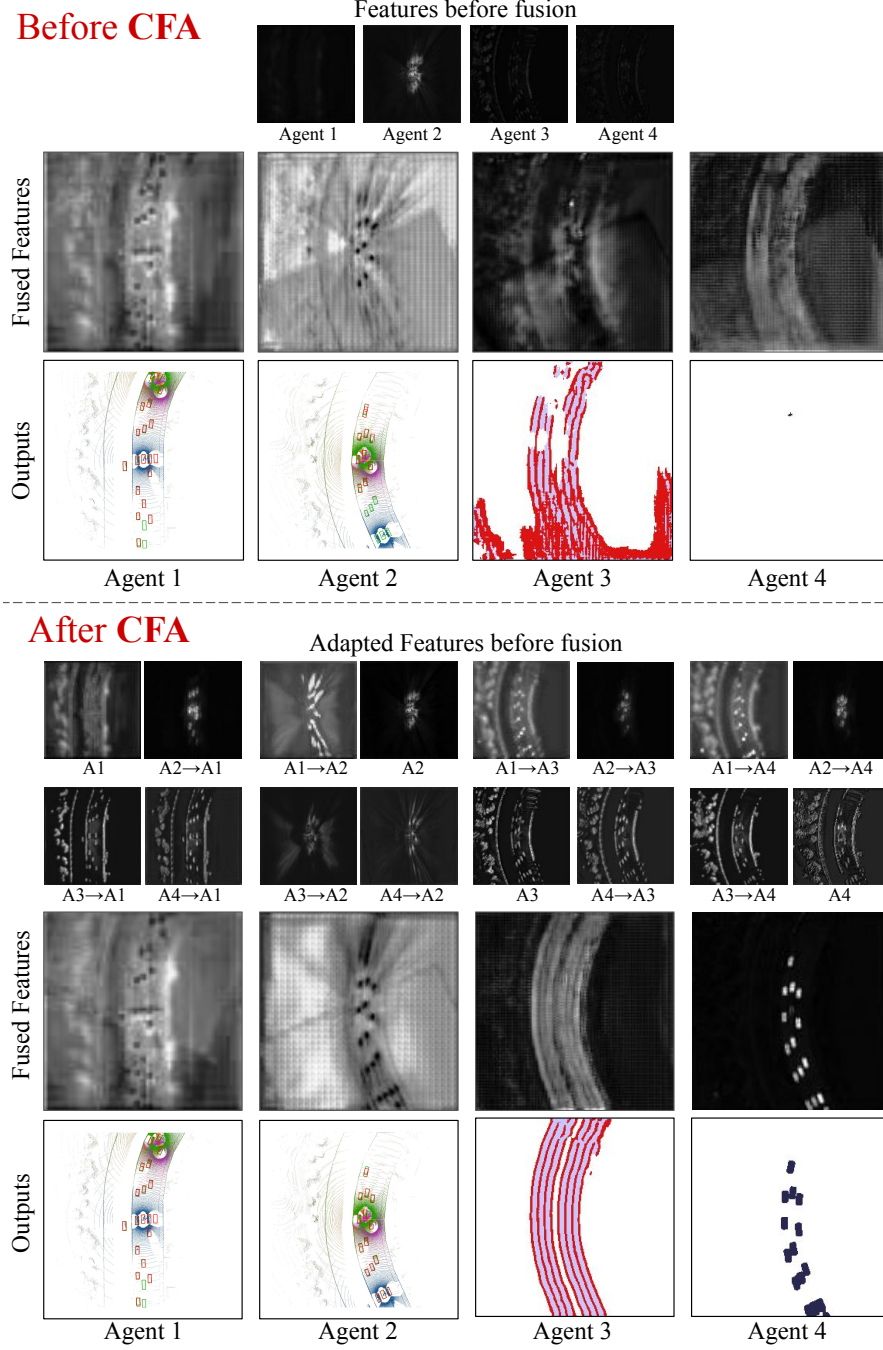 Before CFA
Features before fusion
Agent 1 Agent 2 Agent 3 Agent 4
Fused Features
Outputs
Agent 1 Agent 2 Agent 3 Agent 4
After CFA
Adapted Features before fusion
A1 A2→A1 A1→A2 A2 A1→A3 A2→A3 A1→A4 A2→A4
A3→A1 A4→A1 A3→A2 A4→A2 A3 A4→A3 A3→A4 A4
Fused Features
Outputs
Agent 1 Agent 2 Agent 3 Agent 4